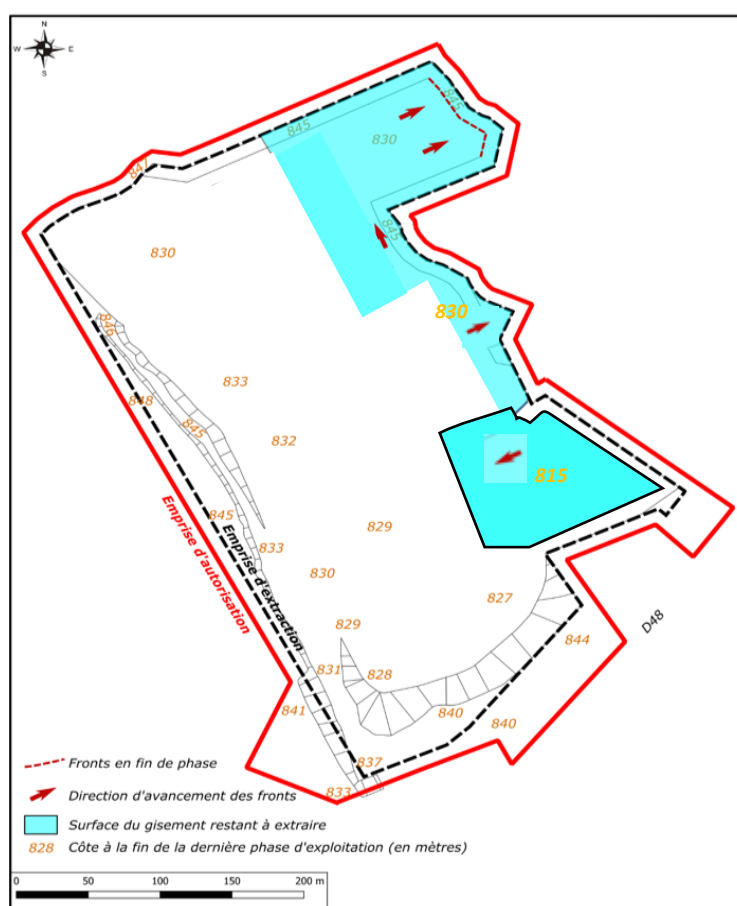 N
W E
S
845
845
830
847
845
830
830
846
833
848
845
832
815
845
829
833
830
827
829
844
831
828
841
840
840
837
833
Emprise d'autorisation
Emprise d'extraction
D48
Fronts en fin de phase
Direction d'avancement des fronts
Surface du gisement restant à extraire
828 Côte à la fin de la dernière phase d'exploitation (en mètres)
0 50 100 150 200 m